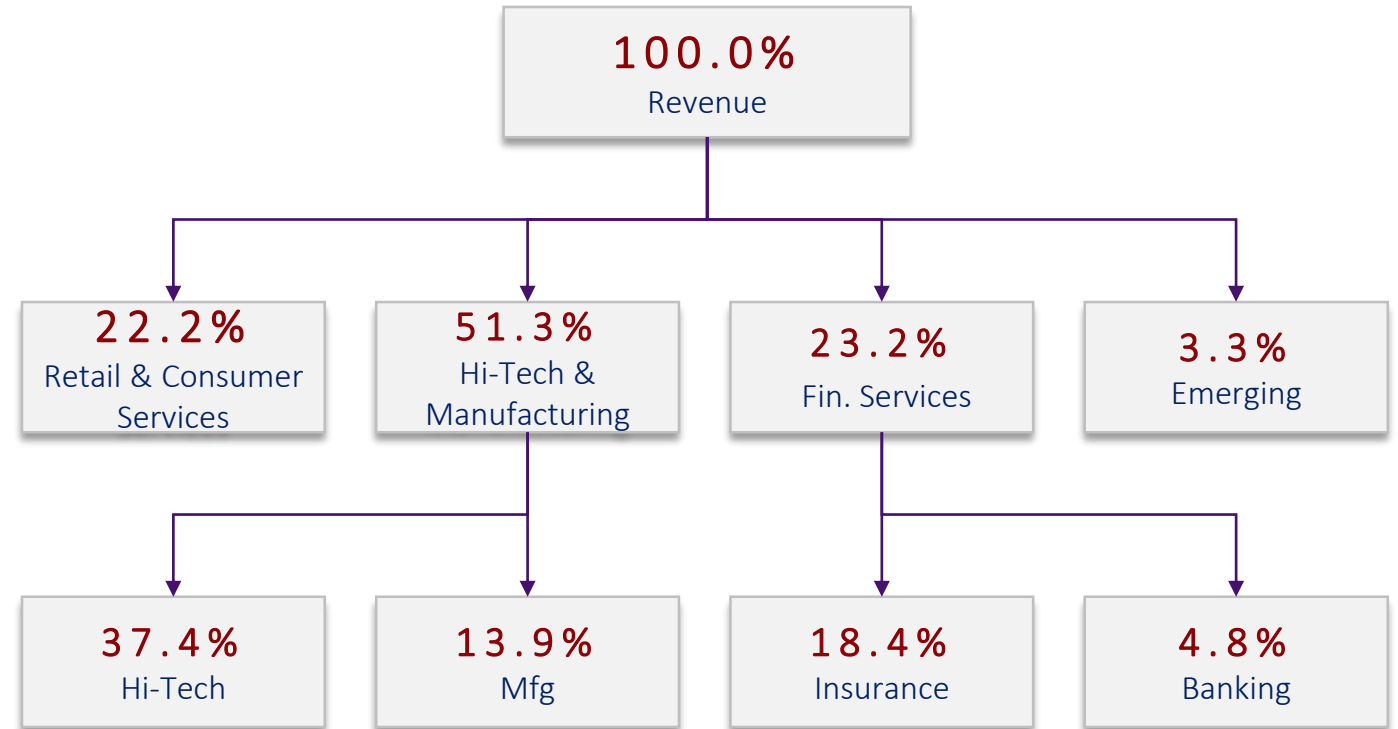 100.0%
Revenue
22.2%
Retail & Consumer
Services
51.3%
Hi-Tech &
Manufacturing
23.2%
Fin. Services
3.3%
Emerging
37.4%
Hi-Tech
13.9%
Mfg
18.4%
Insurance
4.8%
Banking